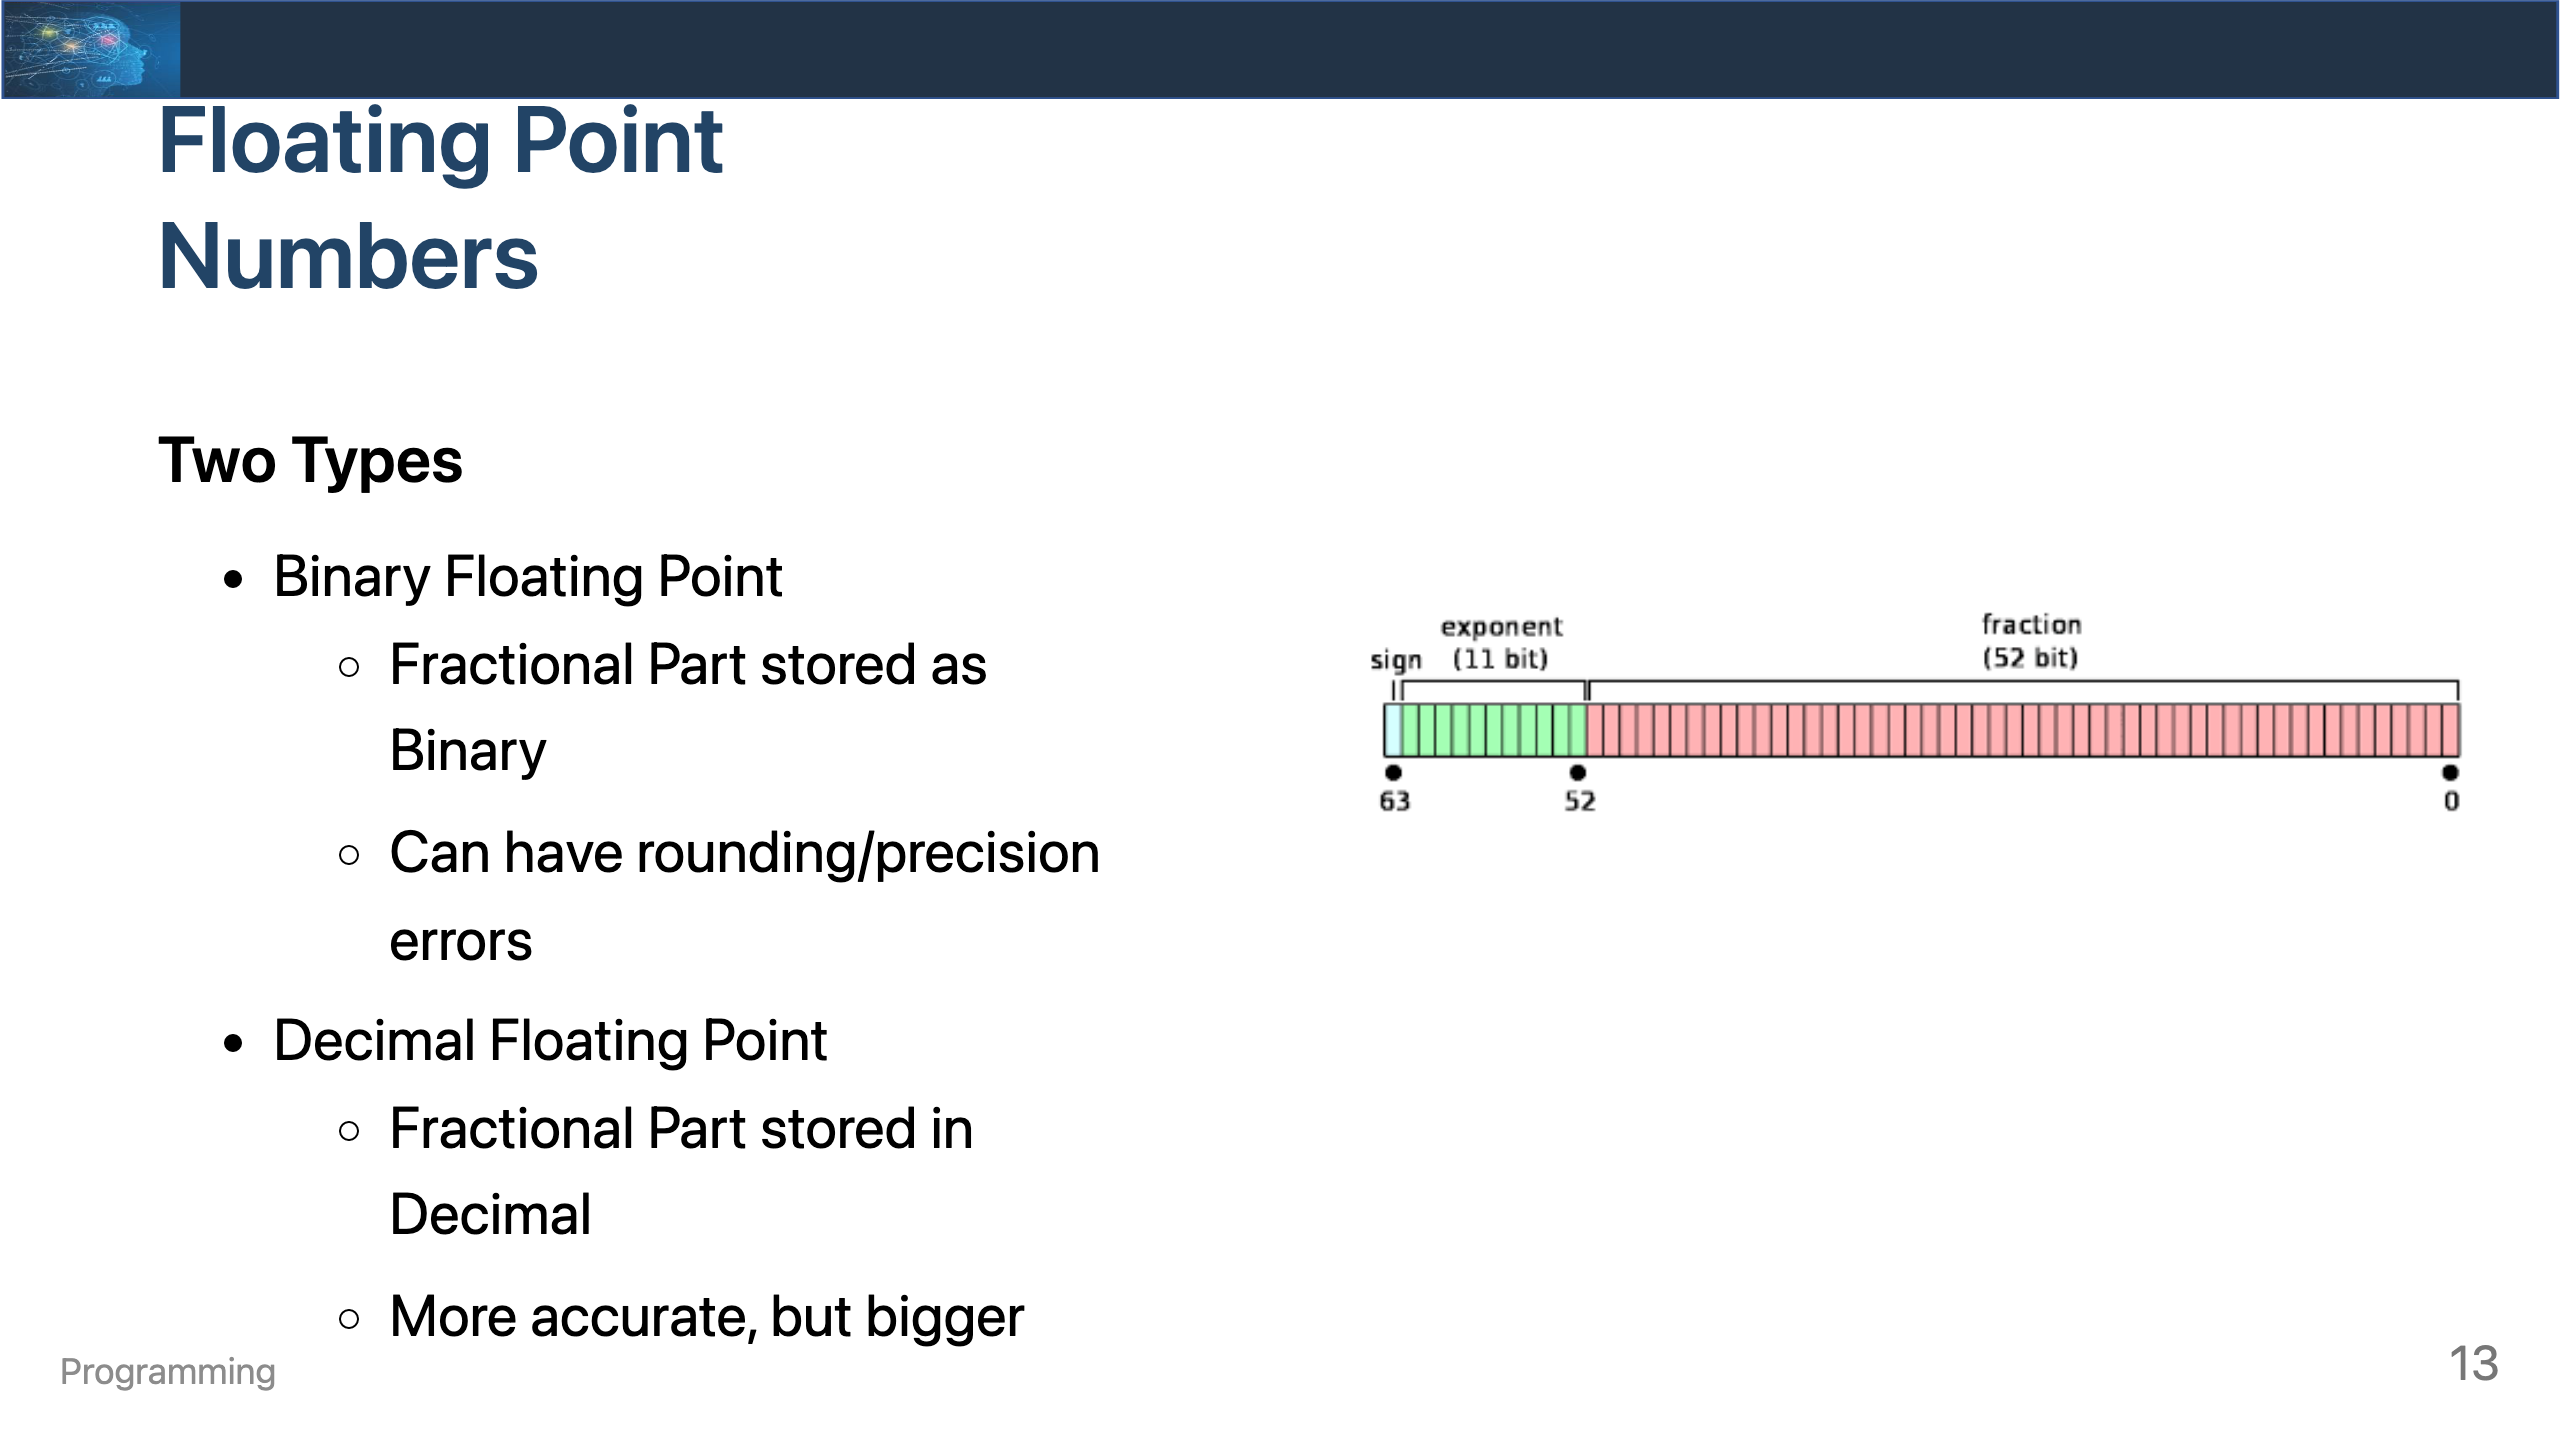 Floating Point
Numbers
Two Types
• Binary Floating Point
○ Fractional Part stored as
Binary
○ Can have rounding/precision
errors
• Decimal Floating Point
○ Fractional Part stored in
Decimal
○ More accurate, but bigger
sign
exponent
(11 bit)
fraction
(52 bit)
63
52
0
Programming
13